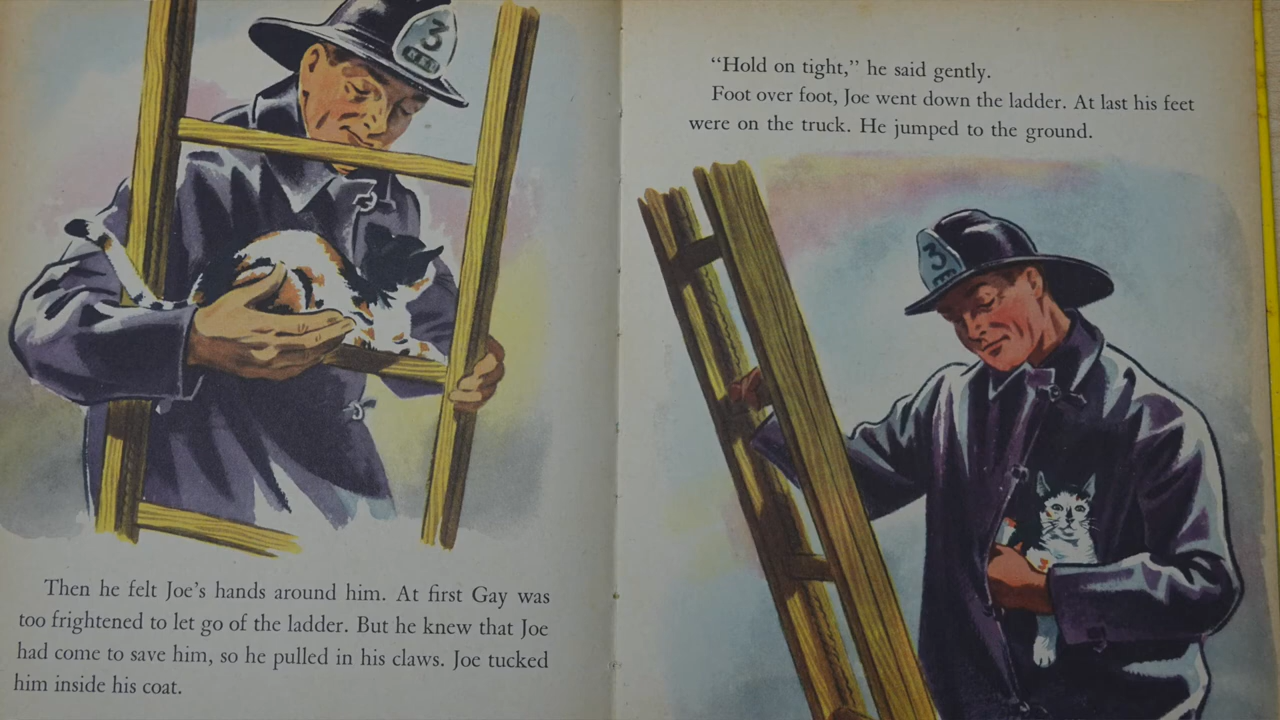 3
Then he felt Joe's hands around him. At first Gay was
too frightened to let go of the ladder. But he knew that Joe
had come to save him, so he pulled in his claws. Joe tucked
him inside his coat.
“Hold on tight,” he said gently.
Foot over foot, Joe went down the ladder. At last his feet
were on the truck. He jumped to the ground.
3